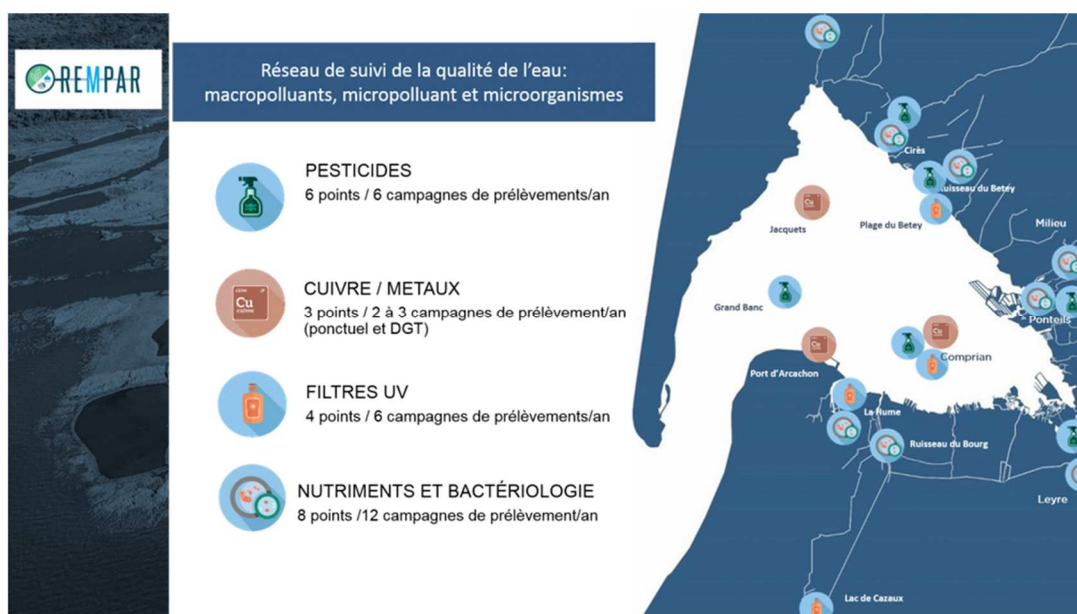 REMPAR
Réseau de suivi de la qualité de l'eau:
macropolluants, micropolluant et microorganismes
PESTICIDES
6 points / 6 campagnes de prélèvements/an
Cu
CUIVRE / METAUX
3 points / 2 à 3 campagnes de prélèvement/an
(ponctuel et DGT)
FILTRES UV
4 points / 6 campagnes de prélèvements/an
NUTRIMENTS ET BACTÉRIOLOGIE
8 points /12 campagnes de prélèvement/an
Cirès
Ruisseau du Betey
Cu
Jacquets
Plage du Betey
Milieu
Grand Banc
Ponteils
Cu
Cu
Comprian
Port d'Arcachon
La Hume
Ruisseau du Bourg
Leyre
Lac de Cazaux